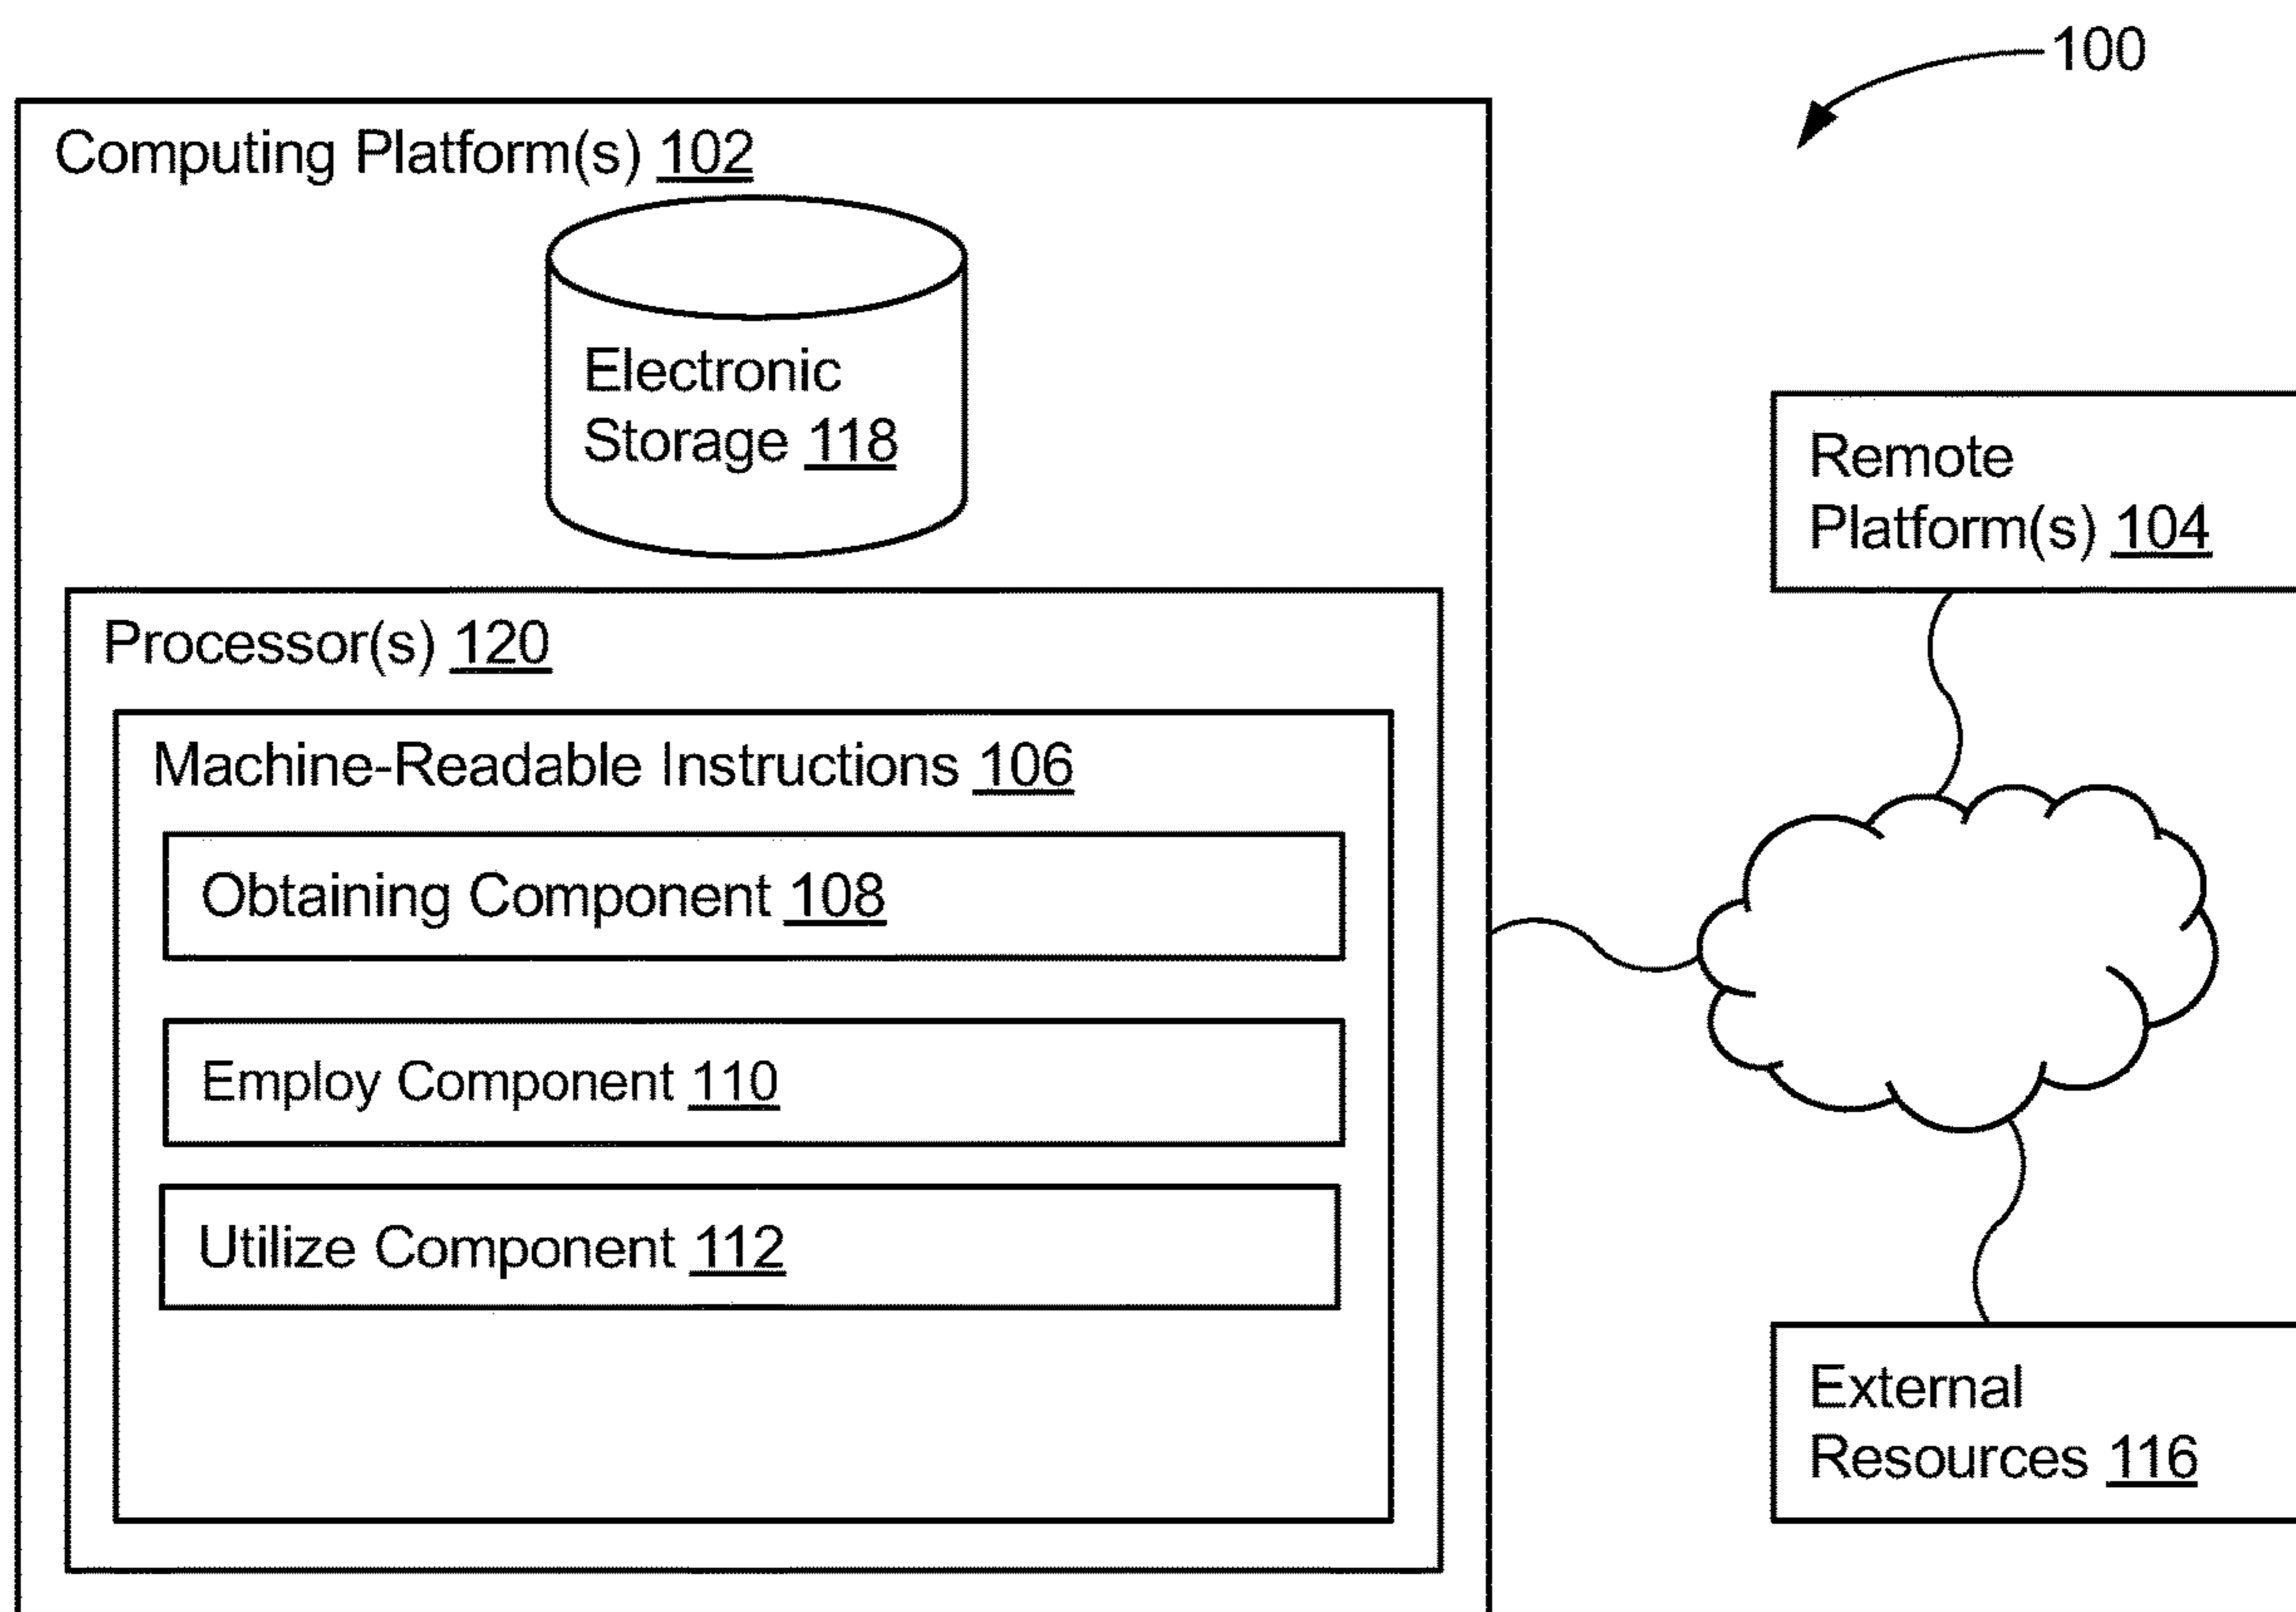 100
Computing Platform(s) 102
Electronic
Storage 118
Remote
Platform(s) 104
Processor(s) 120
Machine-Readable Instructions 106
Obtaining Component 108
Employ Component 110
Utilize Component 112
External
Resources 116